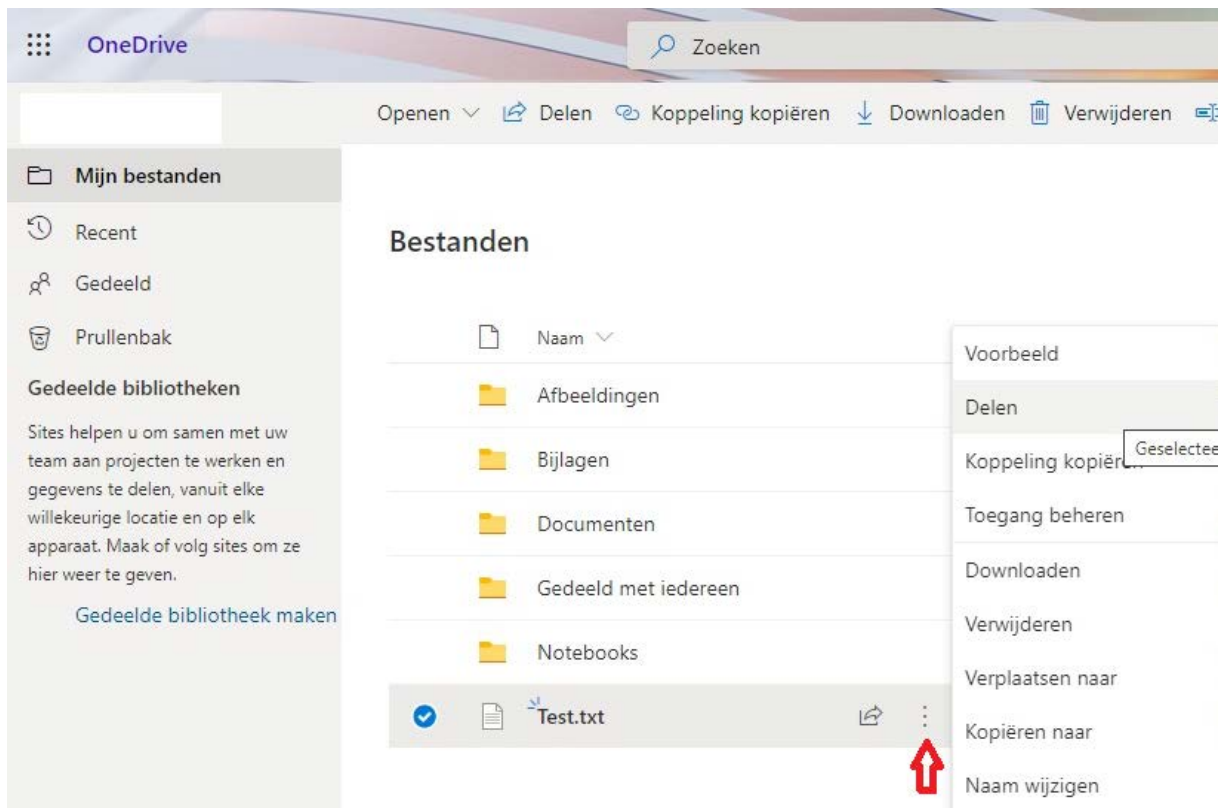 OneDrive
Zoeken
Openen Delen Koppeling kopiëren Downloaden Verwijderen
Mijn bestanden
Recent
Gedeeld
Prullenbak
Gedeelde bibliotheken
Sites helpen u om samen met uw
team aan projecten te werken en
gegevens te delen, vanuit elke
willekeurige locatie en op elk
apparaat. Maak of volg sites om ze
hier weer te geven.
Gedeelde bibliotheek maken
Bestanden
Naam
Afbeeldingen
Bijlagen
Documenten
Gedeeld met iedereen
Notebooks
Test.txt
Voorbeeld
Delen
Geselectee
Koppeling kopiëren
Toegang beheren
Downloaden
Verwijderen
Verplaatsen naar
Kopiëren naar
Naam wijzigen